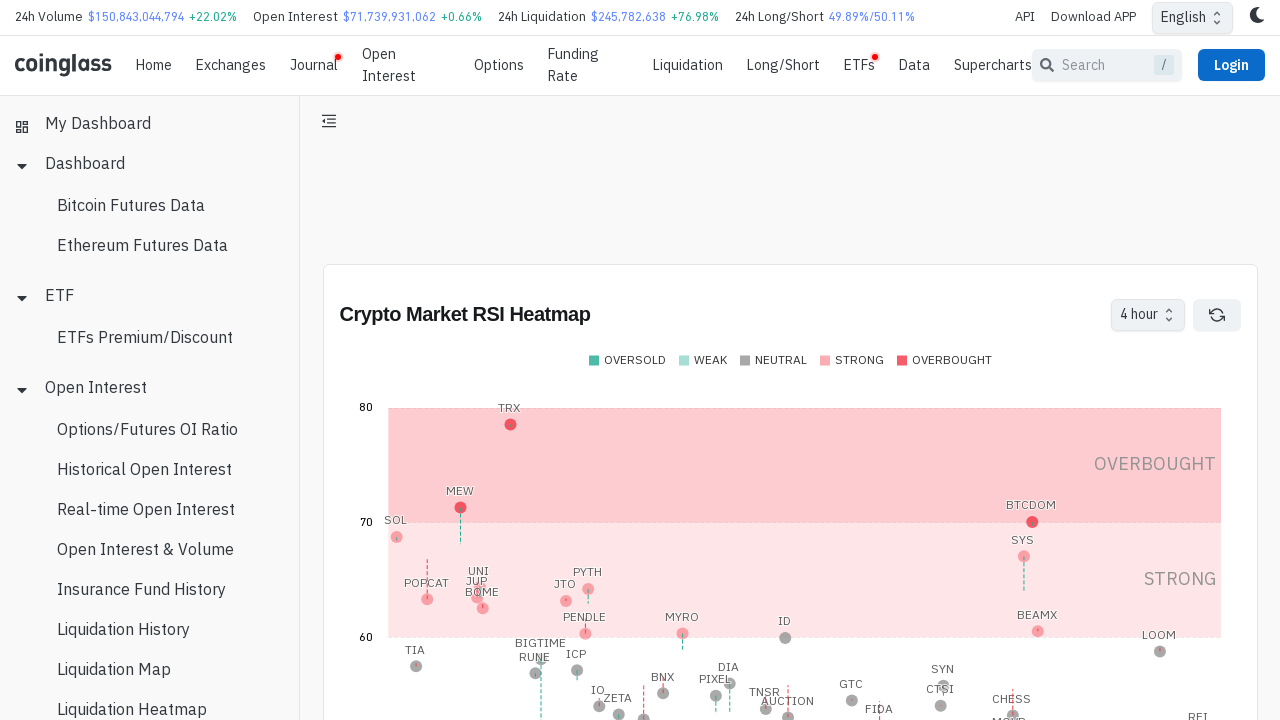 24h Volume $150,843,044,794 +22.02% Open Interest $71,739,931.062 +0.66% 24h Liquidation $245,782,638 +76.98% 24h Long/Short 49.89%/50.11% API Download APP English
coinglass Home Exchanges Journal Open Interest Options Funding Rate Liquidation Long/Short ETFs Data Supercharts Search / Login
My Dashboard
Dashboard
Bitcoin Futures Data
Ethereum Futures Data
ETF
ETFs Premium/Discount
Open Interest
Options/Futures OI Ratio
Historical Open Interest
Real-time Open Interest
Open Interest & Volume
Insurance Fund History
Liquidation History
Liquidation Map
Liquidation Heatmap
Crypto Market RSI Heatmap 4 hour
OVERSOLD WEAK NEUTRAL STRONG OVERBOUGHT
80
TRX
OVERBOUGHT
MEW
BTCDOM
70
SOL
SYS
UNI
PYTH
STRONG
JUP
POPCAT
JTO
BOME
PENDLE
MYRO
BEAMX
ID
60
LOOM
BIGTIME
TIA
ICP
RUNE
DIA
SYN
BNX
PIXEL
GTC
CTSI
IO
TNSR
ZETA
AUCTION
CHESS
FIDA